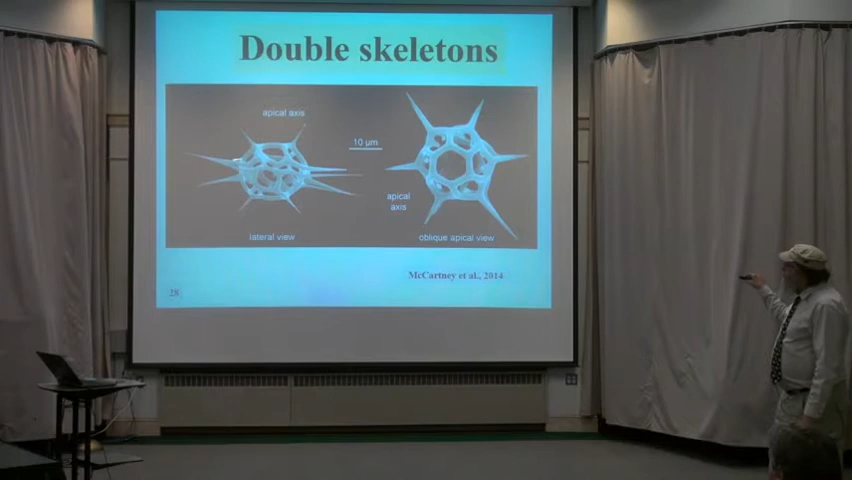 Double skeletons
apical axis
10 µm
apical
axis
lateral view
oblique apical view
McCartney et al., 2014
28